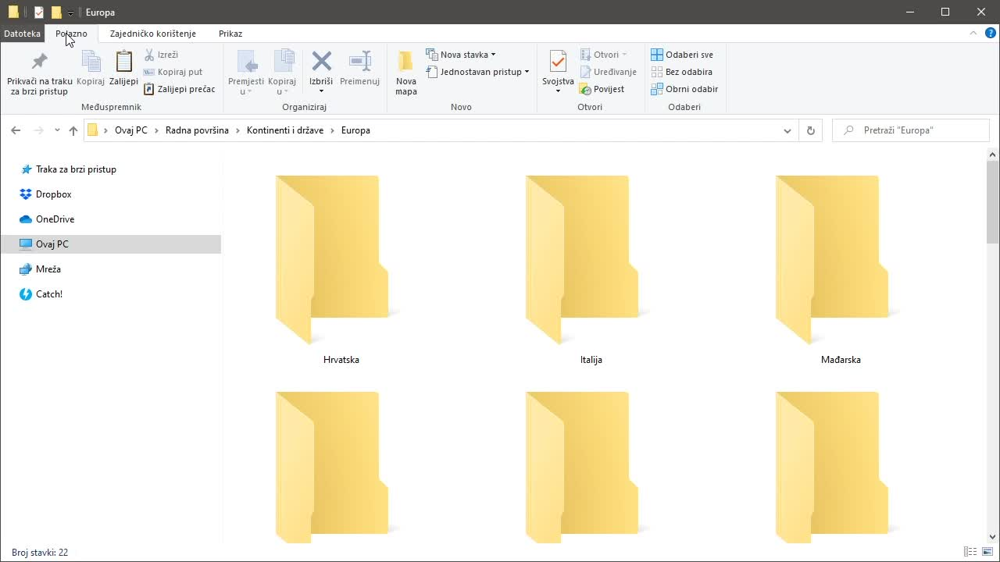 Europa
Datoteka Polazno Zajedničko korištenje Prikaz
Prikvači na traku za brzi pristup
Kopiraj
Zalijepi
Izreži
Kopiraj put
Zalijepi prečac
Međuspremnik
Premjesti u
Kopiraj u
Izbriši
Preimenuj
Organiziraj
Nova mapa
Nova stavka
Jednostavan pristup
Novo
Svojstva
Otvori
Uređivanje
Povijest
Otvori
Odaberi sve
Bez odabira
Obrni odabir
Odaberi
Ovaj PC > Radna površina > Kontinenti i države > Europa
Pretraži "Europa"
Traka za brzi pristup
Dropbox
OneDrive
Ovaj PC
Mreža
Catch!
Hrvatska Italija Mađarska
Broj stavki: 22